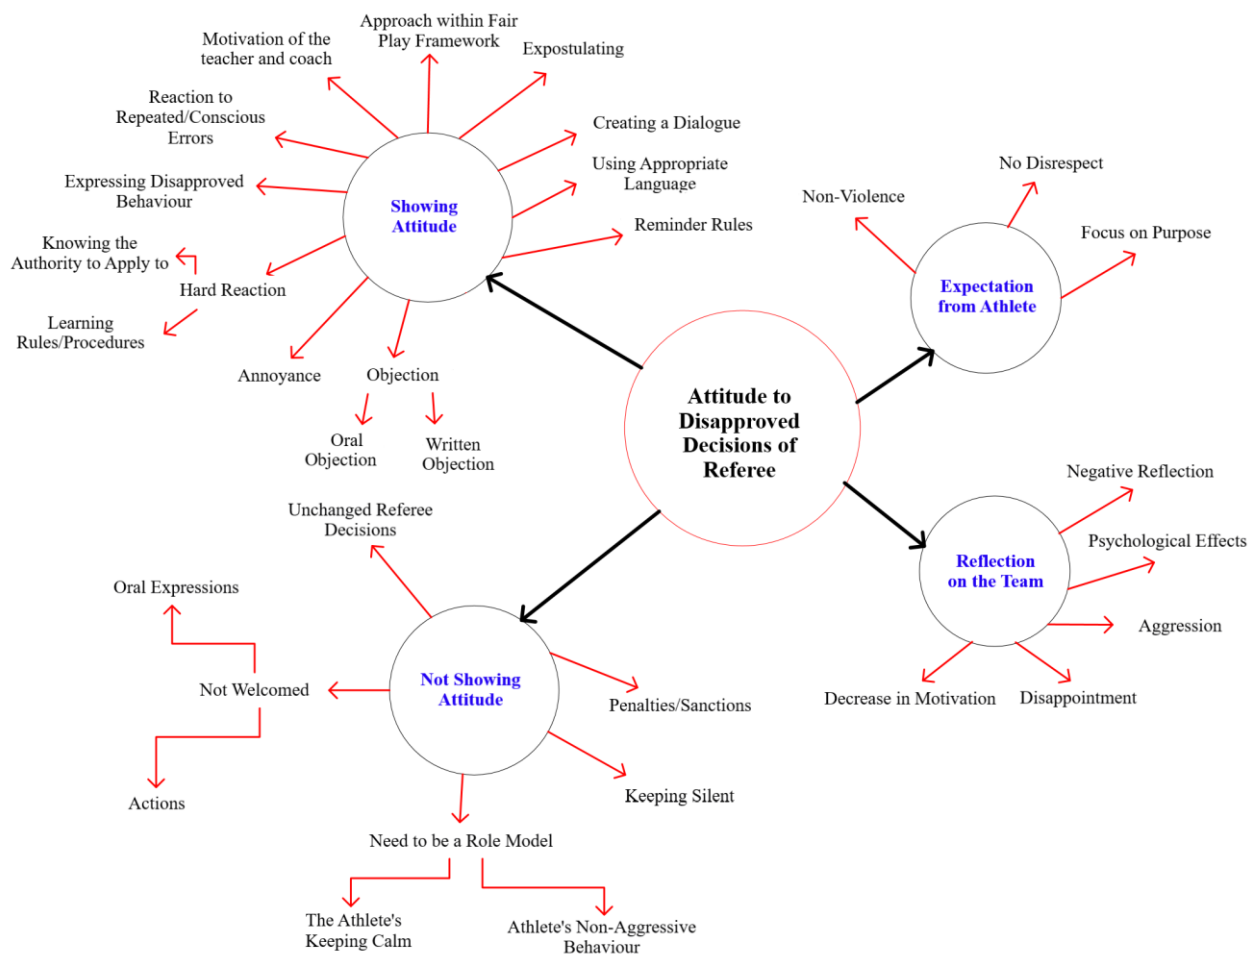 Approach within Fair
Play Framework
Motivation of the
teacher and coach
Expostulating
Reaction to
Repeated/Conscious
Errors
Creating a Dialogue
Using Appropriate
Language
Expressing Disapproved
Behaviour
Showing
Attitude
Reminder Rules
Knowing the
Authority to Apply to
Hard Reaction
Learning
Rules/Procedures
Annoyance
Objection
Oral
Objection
Written
Objection
No Disrespect
Non-Violence
Focus on Purpose
Expectation
from Athlete
Attitude to
Disapproved
Decisions of
Referee
Negative Reflection
Psychological Effects
Reflection
on the Team
Aggression
Decrease in Motivation
Disappointment
Unchanged Referee
Decisions
Oral Expressions
Not Welcomed
Not Showing
Attitude
Penalties/Sanctions
Actions
Keeping Silent
Need to be a Role Model
The Athlete's
Keeping Calm
Athlete's Non-Aggressive
Behaviour